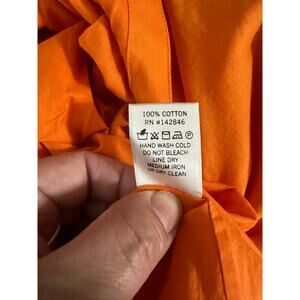 100% COTTON
RN #142846
HAND WASH COLD
DO NOT BLEACH
LINE DRY
MEDIUM IRON
OR DRY CLEAN